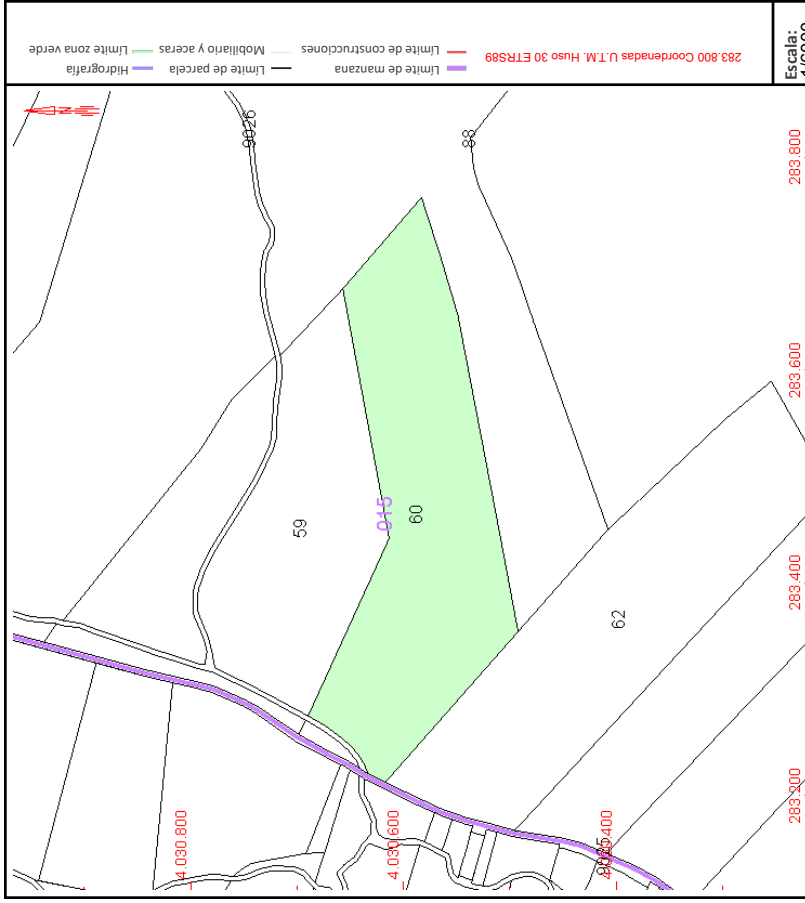 283.800 Coordenadas U.T.M. Huso 30 ETRS89
Límite de manzana
Límite de construcciones
Límite de parcela
Mobiliario y aceras
Límite zona verde
Hidrografía
Escala:
9026
88
59
915
60
62
4.030.800
4.030.600
283.800
283.600
283.400
283.200